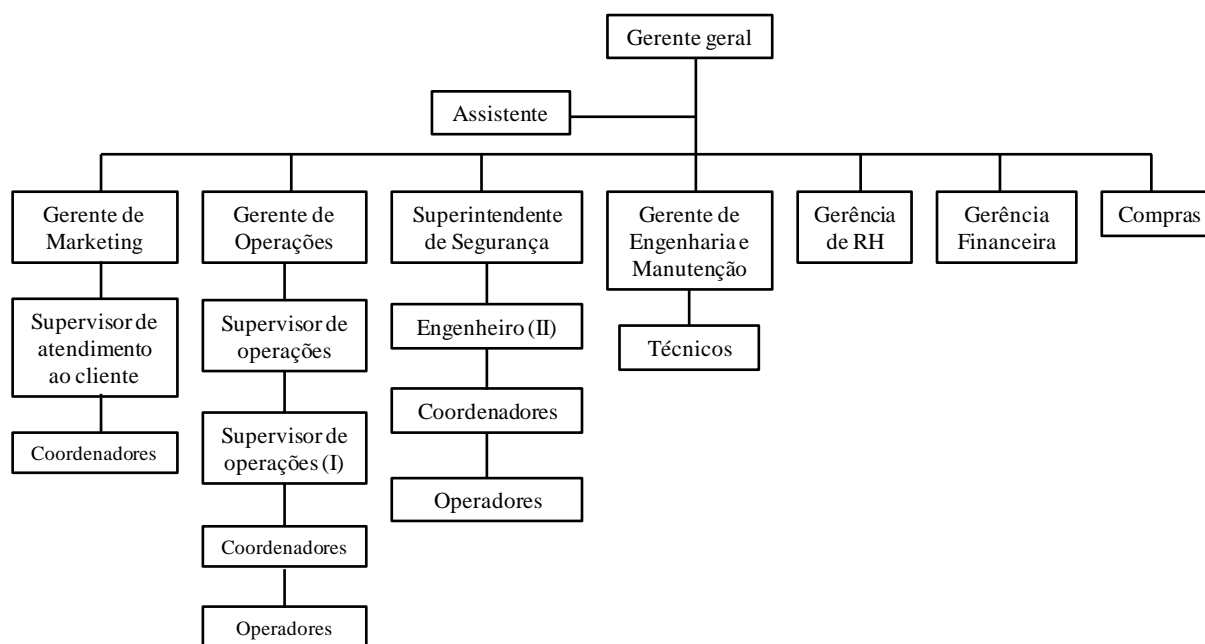 Gerente geral
Assistente
Gerente de
Marketing
Gerente de
Operações
Superintendente
de Segurança
Gerente de
Engenharia e
Manutenção
Gerência
de RH
Gerência
Financeira
Compras
Supervisor de
atendimento
ao cliente
Supervisor de
operações
Engenheiro (II)
Técnicos
Coordenadores
Supervisor de
operações (I)
Coordenadores
Operadores
Coordenadores
Operadores